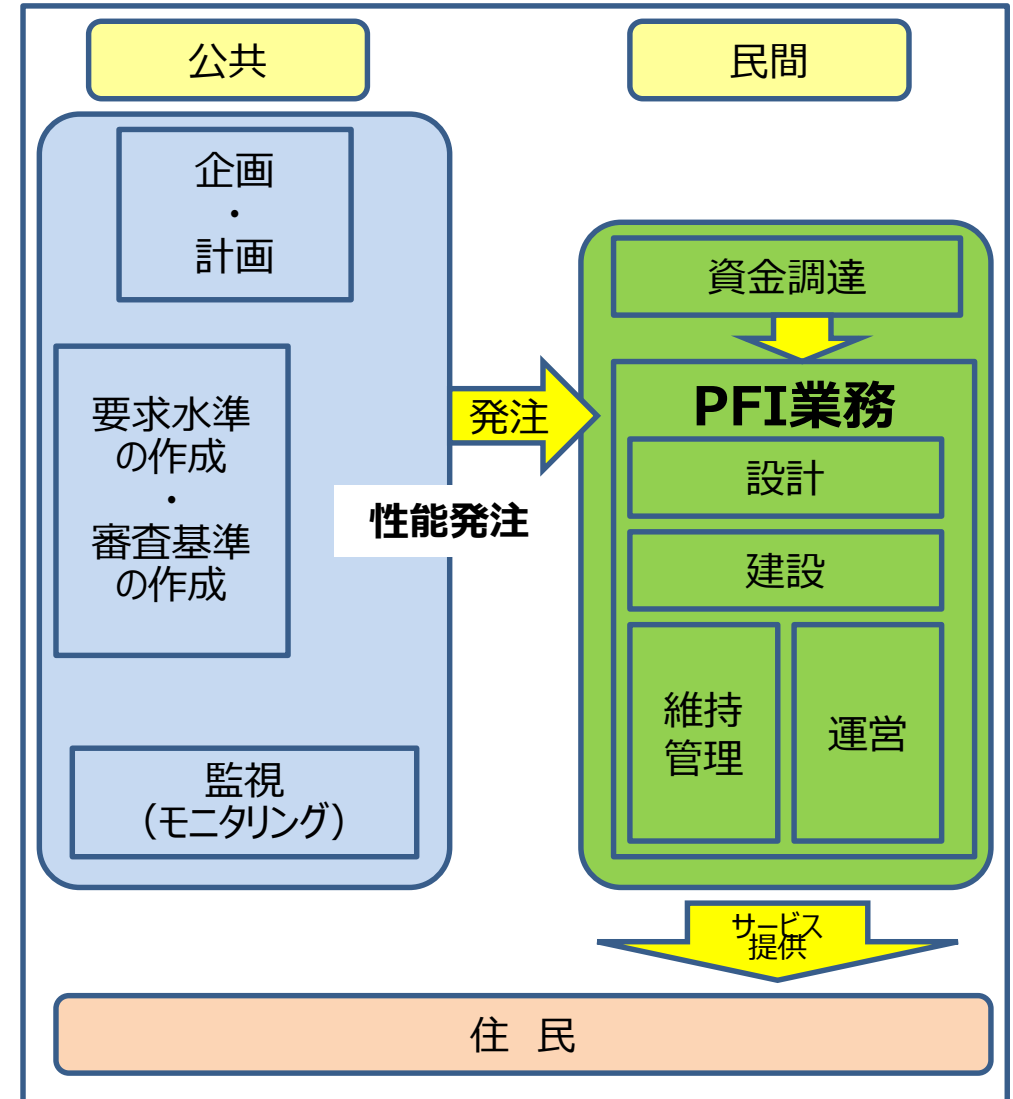 公共
民間
企画
・
計画
要求水準
の作成
・
審査基準
の作成
監視
（モニタリング）
発注
性能発注
資金調達
PFI業務
設計
建設
維持
管理
運営
サービス
提供
住 民